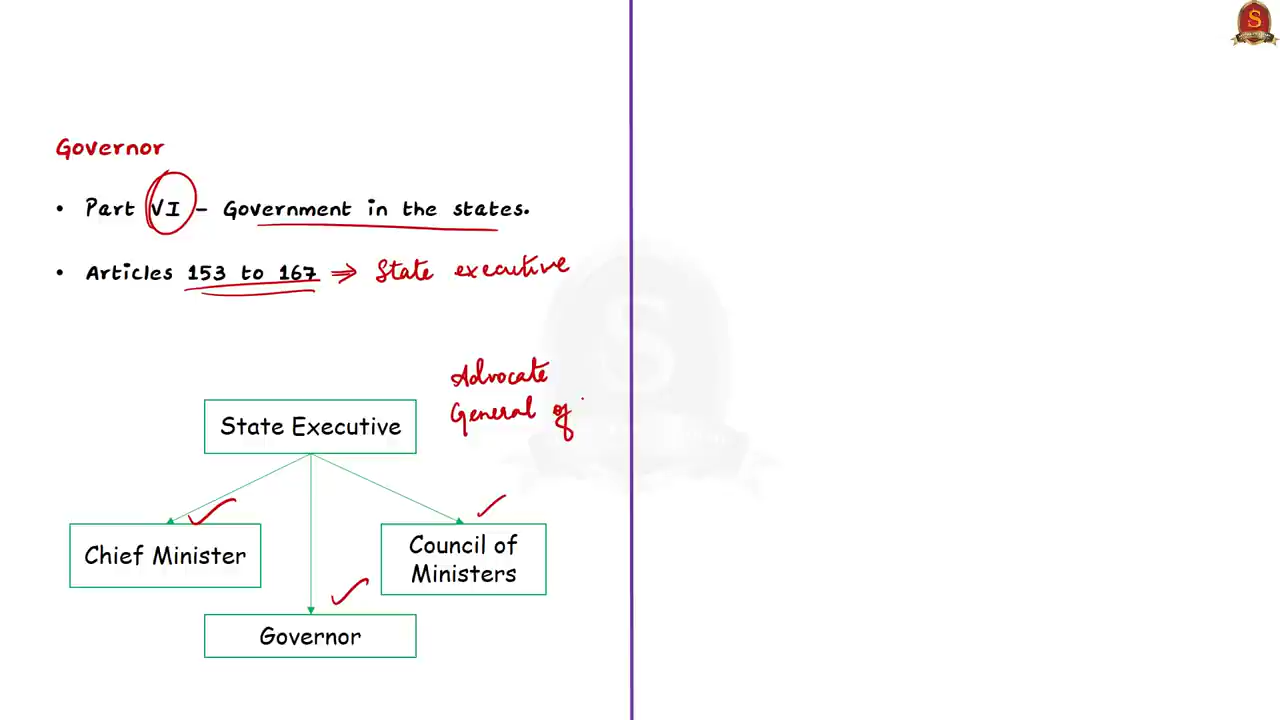 Governor
• Part VI - Government in the states.
• Articles 153 to 167 ⇒ State executive
Advocate
General of
State Executive
Chief Minister
Council of
Ministers
Governor
S
S